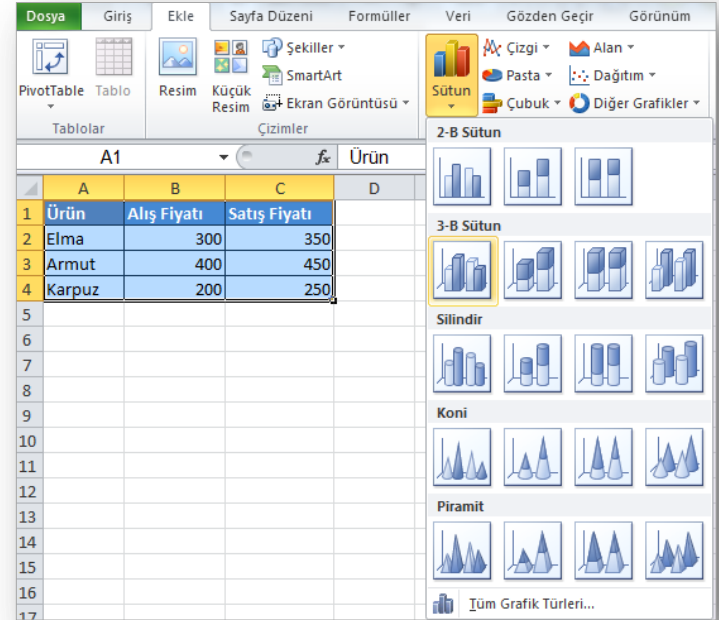 Dosya Giriş Ekle Sayfa Düzeni Formüller Veri Gözden Geçir Görünüm
PivotTable Tablo Resim Küçük Resim Şekiller SmartArt Ekran Görüntüsü
Sütun Çizgi Alan
Pasta Dağıtım
Çubuk Diğer Grafikler
Tablolar Çizimler
A1 fx Ürün
2-B Sütun
3-B Sütun
Silindir
Koni
Piramit
Tüm Grafik Türleri...
A B C D
1 Ürün Alış Fiyatı Satış Fiyatı
2 Elma 300 350
3 Armut 400 450
4 Karpuz 200 250
5
6
7
8
9
10
11
12
13
14
15
16
17